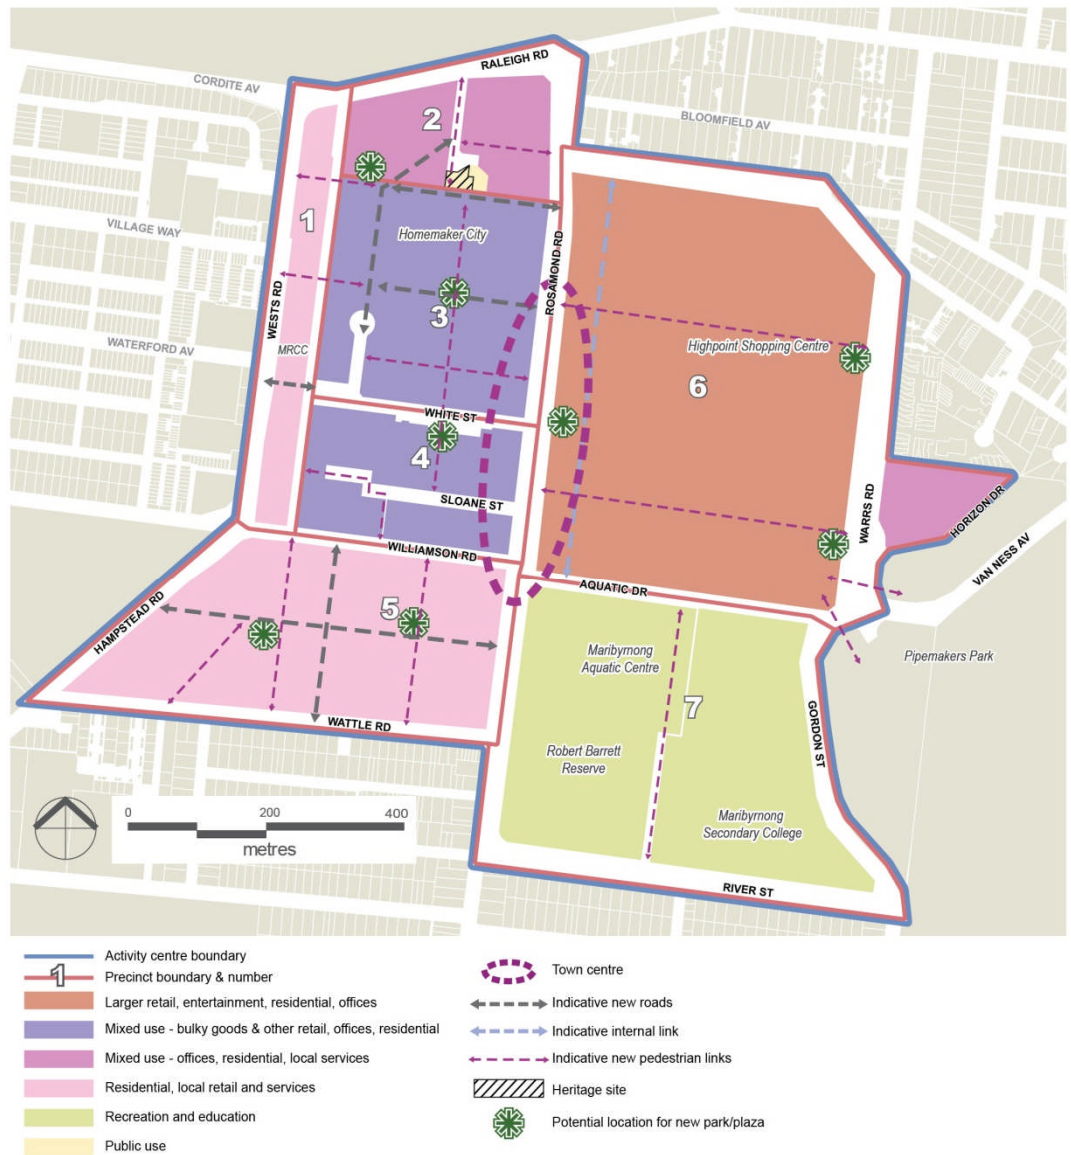 RALEIGH RD
CORDITE AV
2
BLOOMFIELD AV
1
VILLAGE WAY
Homemaker City
ROSAMOND RD
WESTS RD
3
WATERFORD AV
MRCC
Highpoint Shopping Centre
6
WHITE ST
4
SLOANE ST
WARRS RD
HORIZON DR
WILLIAMSON RD
VAN NESS AV
AQUATIC DR
HAMPSTEAD RD
5
Maribyrnong
Aquatic Centre
Pipemakers Park
7
WATTLE RD
GORDON ST
Robert Barrett
Reserve
Maribyrnong
Secondary College
0 200 400
metres
RIVER ST
Activity centre boundary
1 Precinct boundary & number
Larger retail, entertainment, residential, offices
Mixed use - bulky goods & other retail, offices, residential
Mixed use - offices, residential, local services
Residential, local retail and services
Recreation and education
Public use
Town centre
Indicative new roads
Indicative internal link
Indicative new pedestrian links
Heritage site
Potential location for new park/plaza